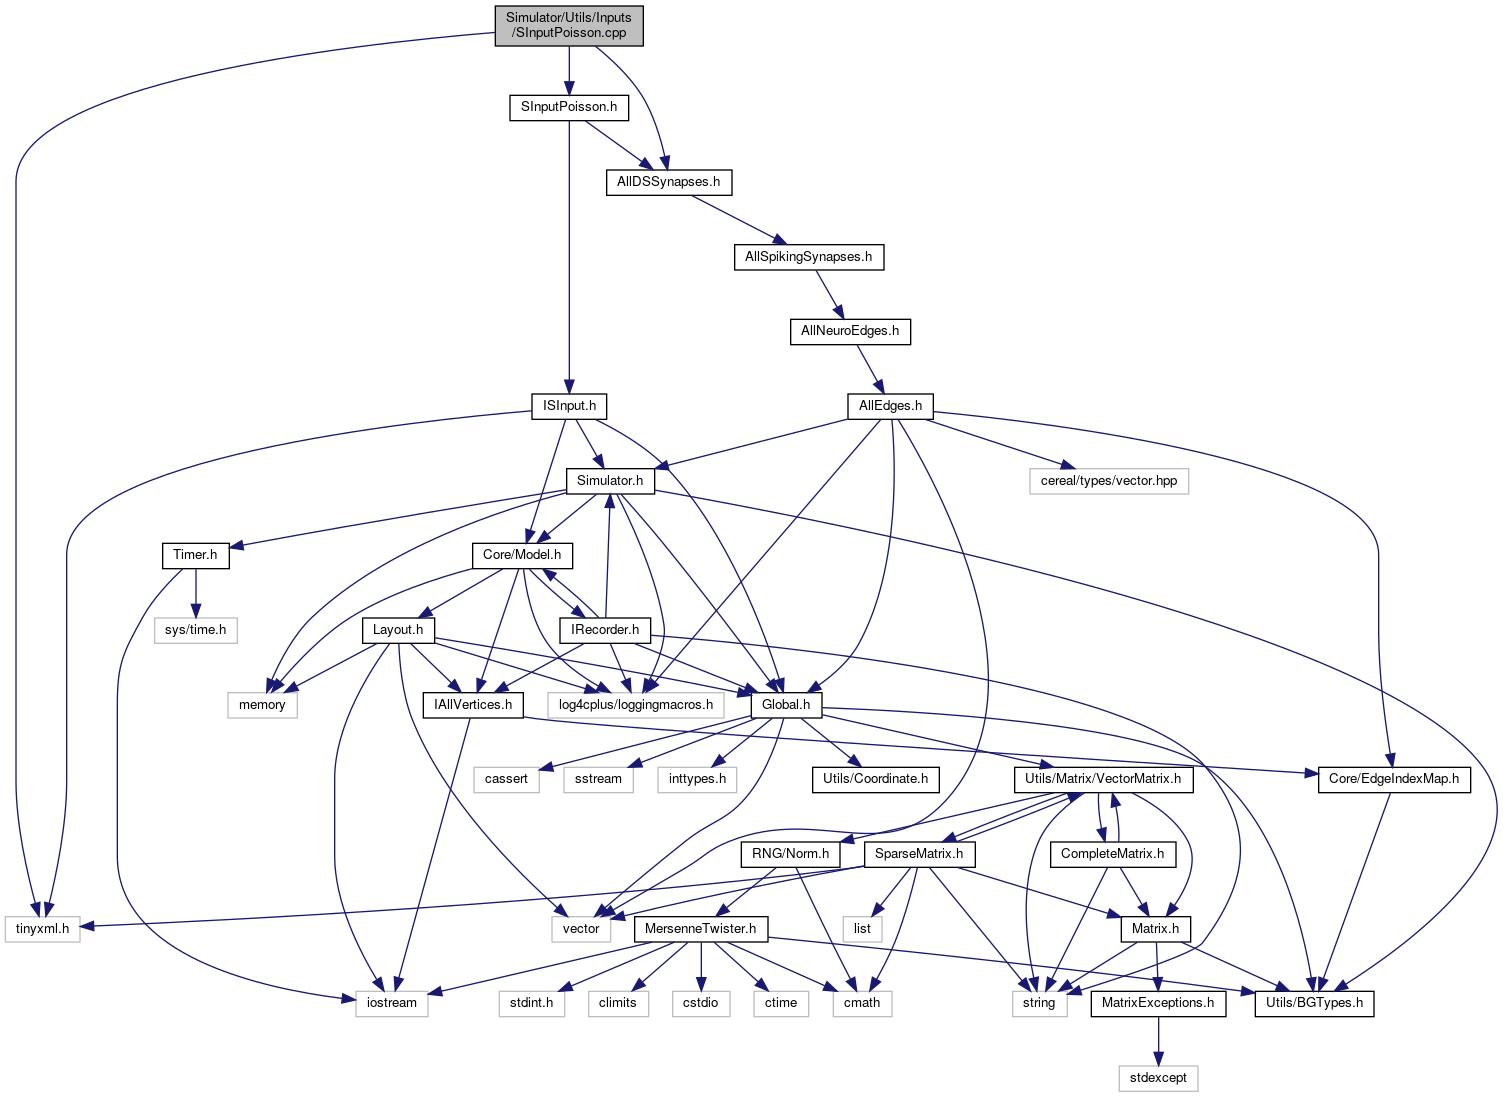 Simulator/Utils/Inputs
/SInputPoisson.cpp
SInputPoisson.h
AllDSSynapses.h
AllSpikingSynapses.h
AllNeuroEdges.h
ISInput.h
AllEdges.h
Simulator.h
cereal/types/vector.hpp
Timer.h
Core/Model.h
sys/time.h
Layout.h
IRecorder.h
memory
IAllVertices.h
log4cplus/loggingmacros.h
Global.h
cassert
sstream
inttypes.h
Utils/Coordinate.h
Utils/Matrix/VectorMatrix.h
Core/EdgeIndexMap.h
RNG/Norm.h
SparseMatrix.h
CompleteMatrix.h
tinyxml.h
vector
MersenneTwister.h
list
Matrix.h
iostream
stdint.h
climits
cstdio
ctime
cmath
string
MatrixExceptions.h
Utils/BGTypes.h
stdexcept